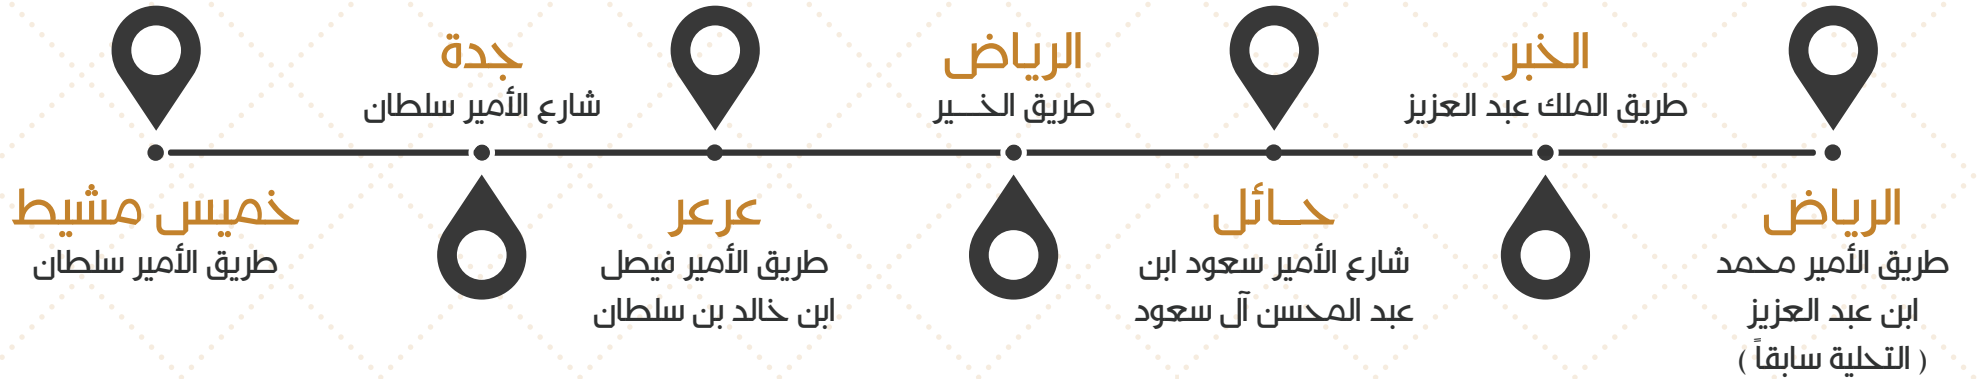 الرياض
طريق الأمير محمد
ابن عبد العزيز
( التحلية سابقاً )
الخبر
طريق الملك عبد العزيز
حــائل
شارع الأمير سعود ابن
عبد المحسن آل سعود
الرياض
طريق الخـــير
عرعر
طريق الأمير فيصل
ابن خالد بن سلطان
جدة
شارع الأمير سلطان
خميس مشيط
طريق الأمير سلطان